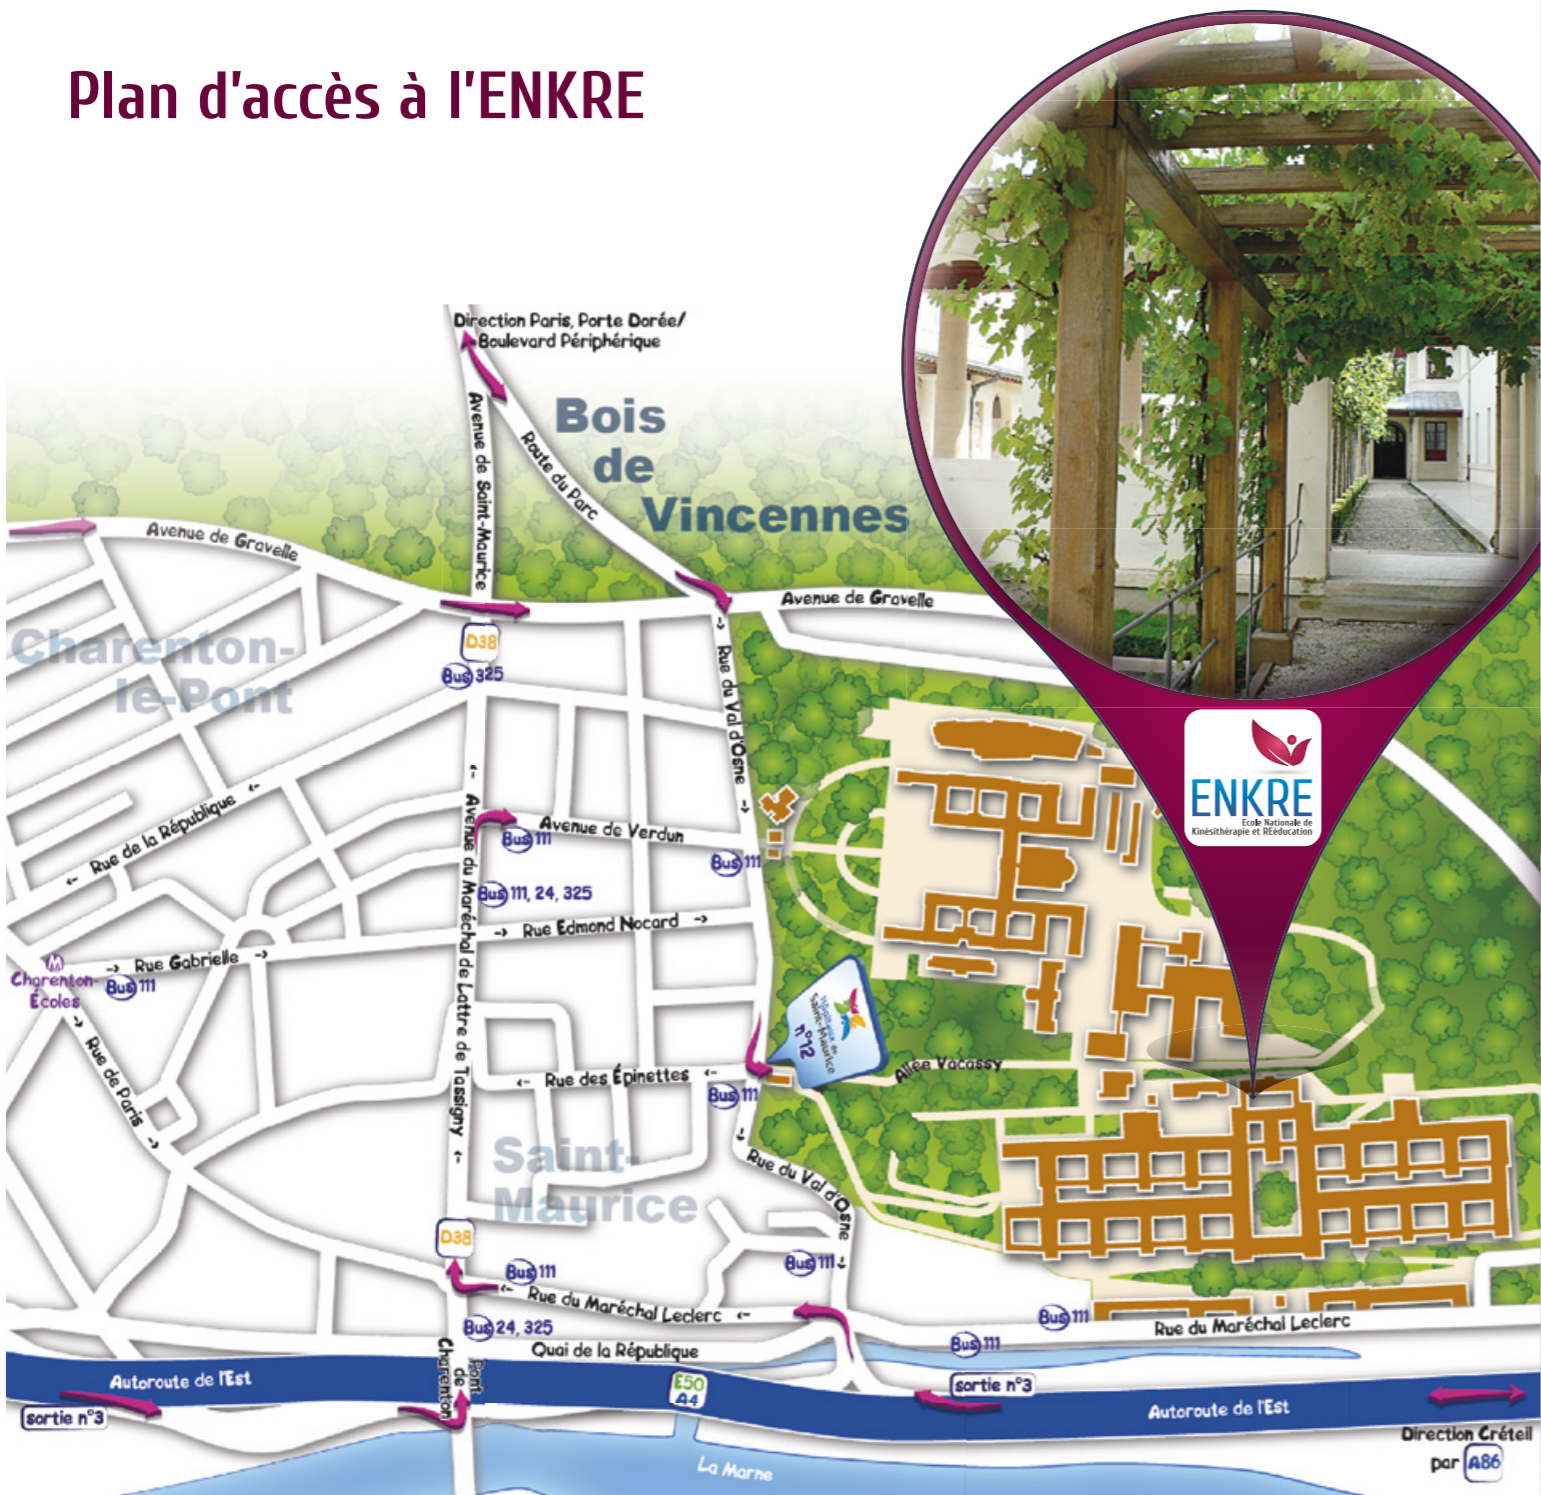 Plan d'accès à l'ENKRE
Direction Paris, Porte Dorée/
Boulevard Périphérique
Avenue de Saint-Maurice
Route du Parc
Bois
de
Vincennes
Avenue de Gravelle
Avenue de Gravelle
Charenton-
le-Pont
D38
Bus 325
Rue du Val d'Osne
ENKRE
Ecole Nationale de
Kinésithérapie et REéducation
Rue de la République
Avenue du Maréchal de Lattre de Tassigny
Avenue de Verdun
Bus 111
Bus 111
Bus 111, 24, 325
Rue Edmond Nocard
M
Charenton-
Écoles
Rue Gabrielle
Bus 111
Hôpitaux de
Saint-Maurice
n°12
Rue de Paris
Rue des Épinettes
Allée Vacassy
Bus 111
Saint-
Maurice
Rue du Val d'Osne
D38
Bus 111
Bus 111
Rue du Maréchal Leclerc
Bus 111
Rue du Maréchal Leclerc
Bus 24, 325
Bus 111
Quai de la République
Pont
de
Charenton
Autoroute de l'Est
E50
A4
sortie n°3
sortie n°3
Autoroute de l'Est
Direction Créteil
par A86
La Marne